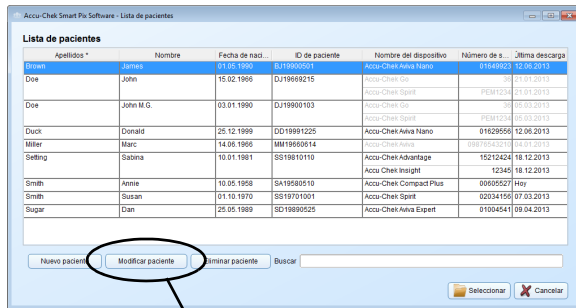 Accu-Chek Smart Pix Software - Lista de pacientes
Lista de pacientes
Apellidos * Nombre Fecha de naci... ID de paciente Nombre del dispositivo Número de s... Última descarga
Brown James 01.05.1990 BJ19900501 Accu-Chek Aviva Nano 01649923 12.06.2013
Doe John 15.02.1966 DJ19669215 Accu-Chek Go 36 21.01.2013
Accu-Chek Spirit PEM1234 21.01.2013
Doe John M.G. 03.01.1990 DJ19900103 Accu-Chek Go 36 05.03.2013
Accu-Chek Spirit PEM1234 05.03.2013
Duck Donald 25.12.1999 DD19991225 Accu-Chek Aviva Nano 01629556 12.06.2013
Miller Marc 14.06.1966 MM19660614 Accu-Chek Aviva 09876543210 04.01.2013
Setting Sabina 10.01.1981 SS19810110 Accu-Chek Advantage 15212424 18.12.2013
Accu Chek Insight 12345 18.12.2013
Smith Annie 10.05.1958 SA19580510 Accu-Chek Compact Plus 00605527 Hoy
Smith Susan 01.10.1970 SS19701001 Accu-Chek Spirit 02034156 07.03.2013
Sugar Dan 25.05.1989 SD19890525 Accu-Chek Aviva Expert 01004541 09.04.2013
Nuevo paciente Modificar paciente Eliminar paciente Buscar
Seleccionar Cancelar